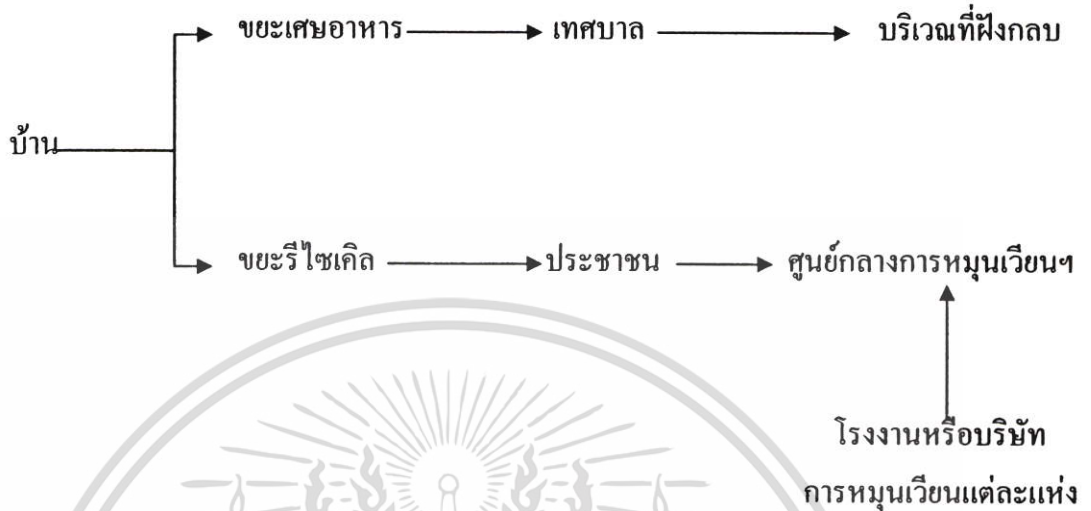 ขยะเศษอาหาร เทศบาล บริเวณที่ฝังกลบ
บ้าน
ขยะรีไซเคิล ประชาชน ศูนย์กลางการหมุนเวียนฯ
โรงงานหรือบริษัท
การหมุนเวียนแต่ละแห่ง